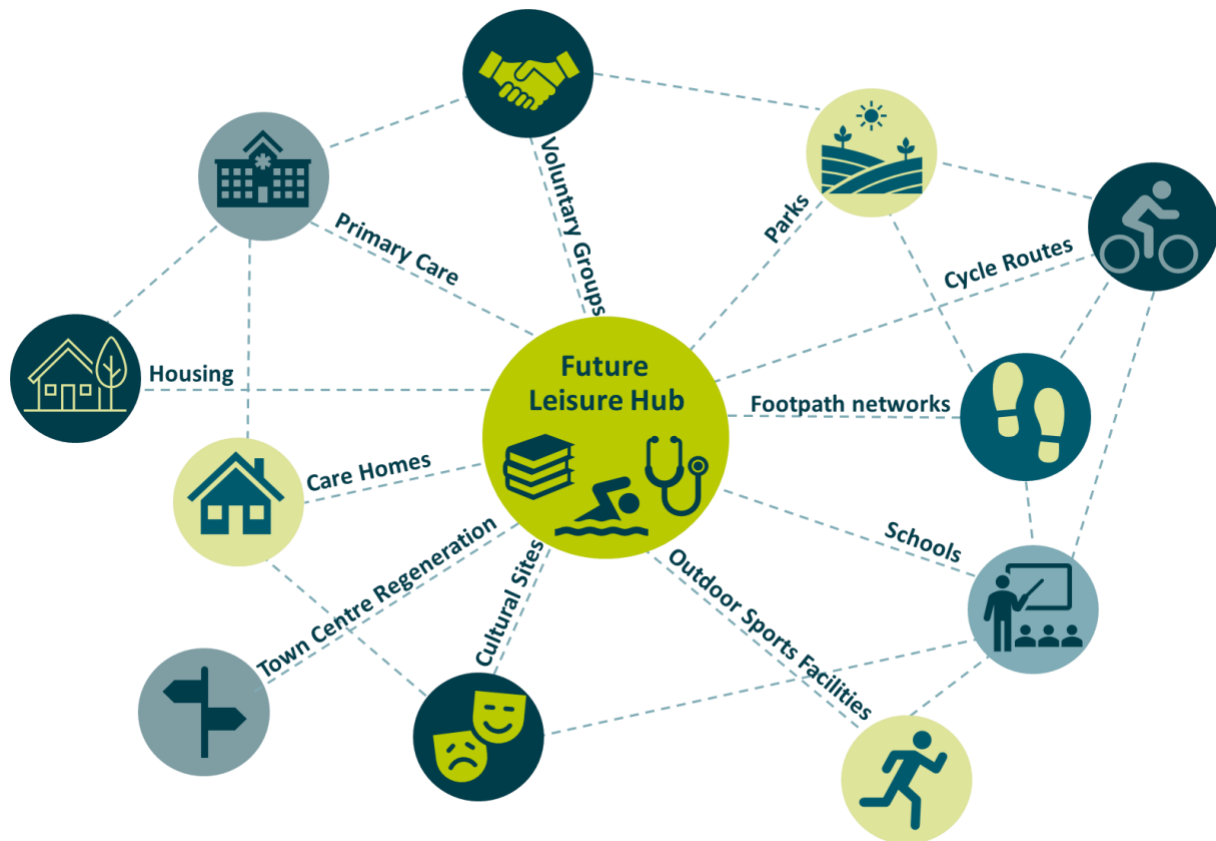 Voluntary Groups
Primary Care
Parks
Cycle Routes
Housing
Future
Leisure Hub
Footpath networks
Care Homes
Schools
Town Centre Regeneration
Cultural Sites
Outdoor Sports Facilities